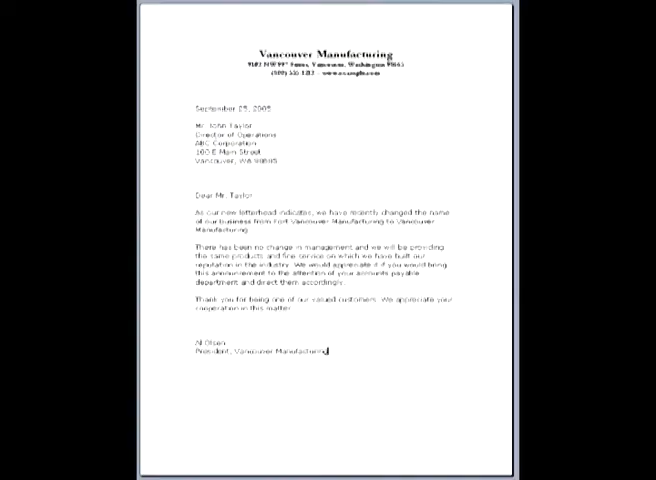 Vancouver Manufacturing
Vancouver, Washington
www.example.com
September 25, 2005
Mr. John Taylor
Director of Operations
ABC Corporation
100 E Main Street
Vancouver, WA
Dear Mr. Taylor
As our new letterhead indicates, we have recently changed the name
of our business from Fort Vancouver Manufacturing to Vancouver
Manufacturing
There has been no change in management and we will be providing
the same products and fine service on which we have built our
reputation in the industry. We would appreciate it if you would bring
this announcement to the attention of your accounts payable
department and direct them accordingly.
Thank you for being one of our valued customers. We appreciate your
cooperation in this matter.
Al Olsen
President, Vancouver Manufacturing